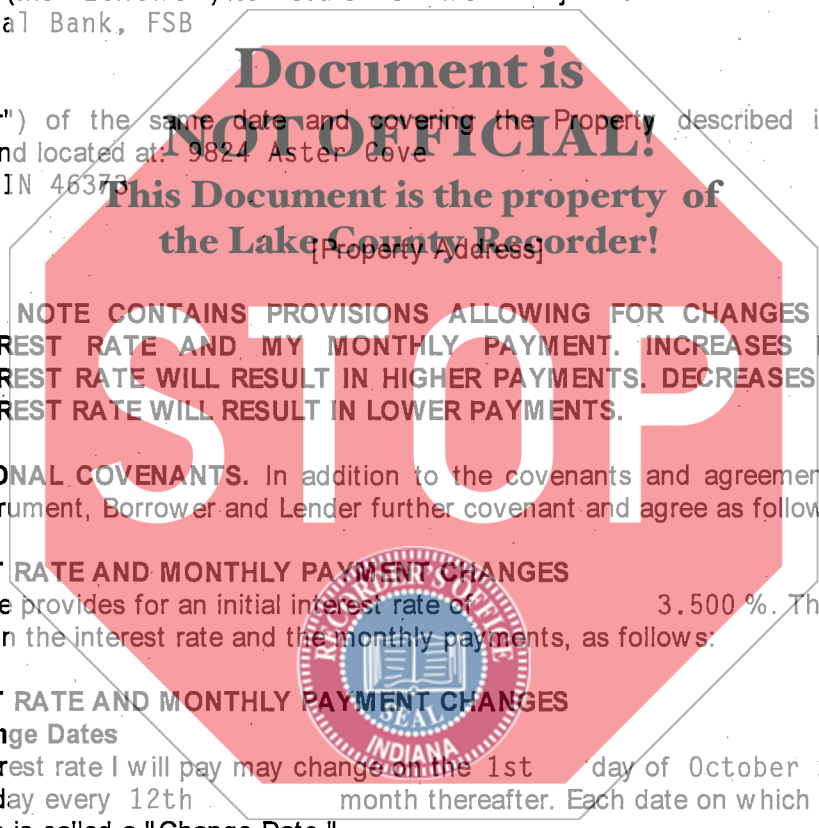 al Bank, FSB
Document is
") of the same date and covering the Property described i
NOT OFFICIAL!
nd located at: 9824 Aster Cove
IN 46373
This Document is the property of
the Lake County Recorder!
[Property Address]
NOTE CONTAINS PROVISIONS ALLOWING FOR CHANGES
REST RATE AND MY MONTHLY PAYMENT. INCREASES
REST RATE WILL RESULT IN HIGHER PAYMENTS. DECREASES
REST RATE WILL RESULT IN LOWER PAYMENTS.
STOP
ONAL COVENANTS. In addition to the covenants and agreemen
rument, Borrower and Lender further covenant and agree as follow
T RATE AND MONTHLY PAYMENT CHANGES
e provides for an initial interest rate of 3.500 %. Th
n the interest rate and the monthly payments, as follows:
T RATE AND MONTHLY PAYMENT CHANGES
nge Dates
rest rate I will pay may change on the 1st day of October
day every 12th month thereafter. Each date on which
is called a "Change Date."
RECORDER'S OFFICE
SEAL
INDIANA